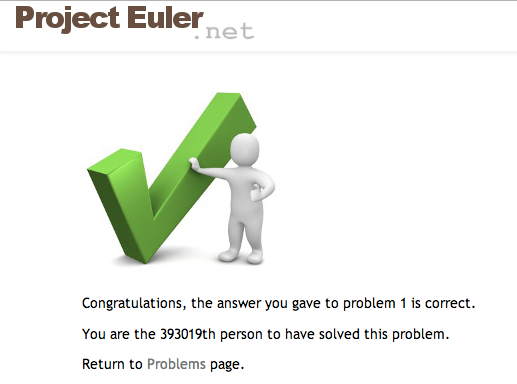 Project Euler
.net
Congratulations, the answer you gave to problem 1 is correct.
You are the 393019th person to have solved this problem.
Return to Problems page.